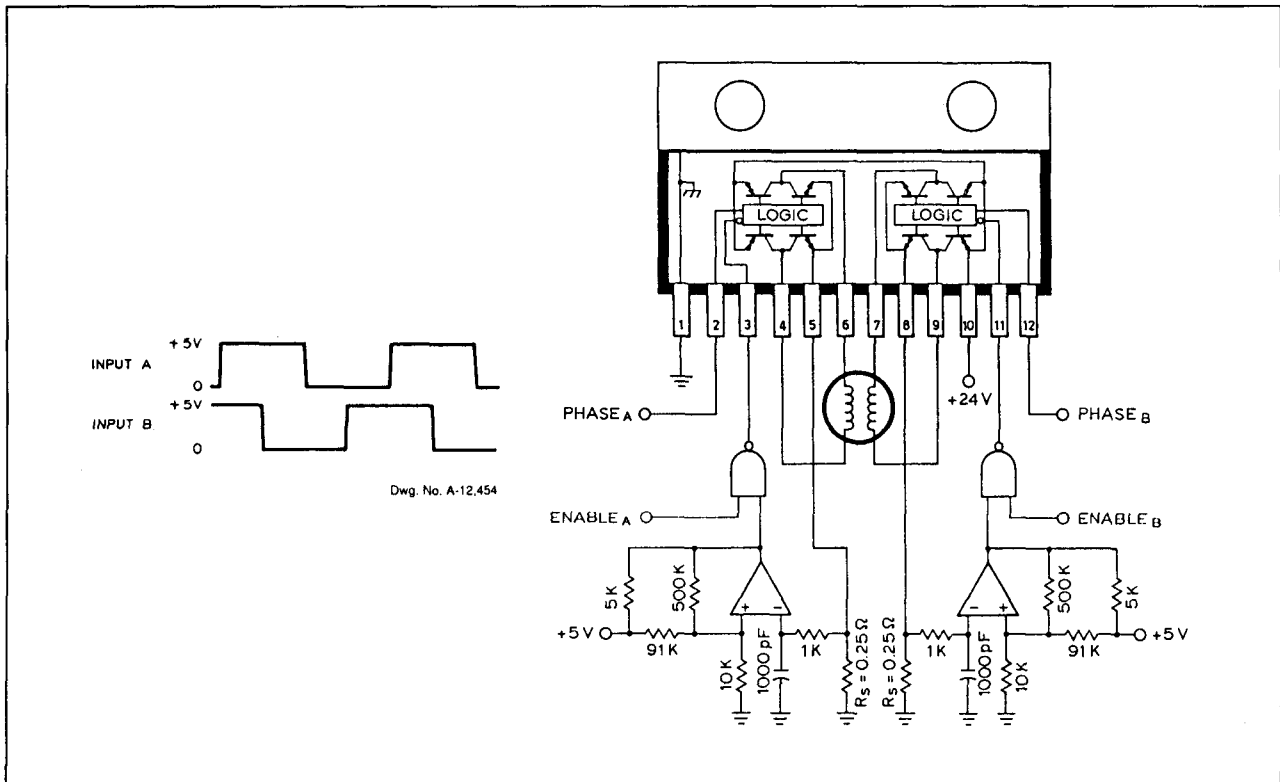 LOGIC
LOGIC
1 2 3 4 5 6 7 8 9 10 11 12
+5V
INPUT A
0
+5V
INPUT B
0
Dwg. No. A-12,454
+24V
PHASE A
PHASE B
ENABLE A
ENABLE B
5K
500K
+ -
- +
500K
5K
+5V
91K
10K
1000pF
1K
RS = 0.25Ω
RS = 0.25Ω
1K
1000pF
10K
91K
+5V